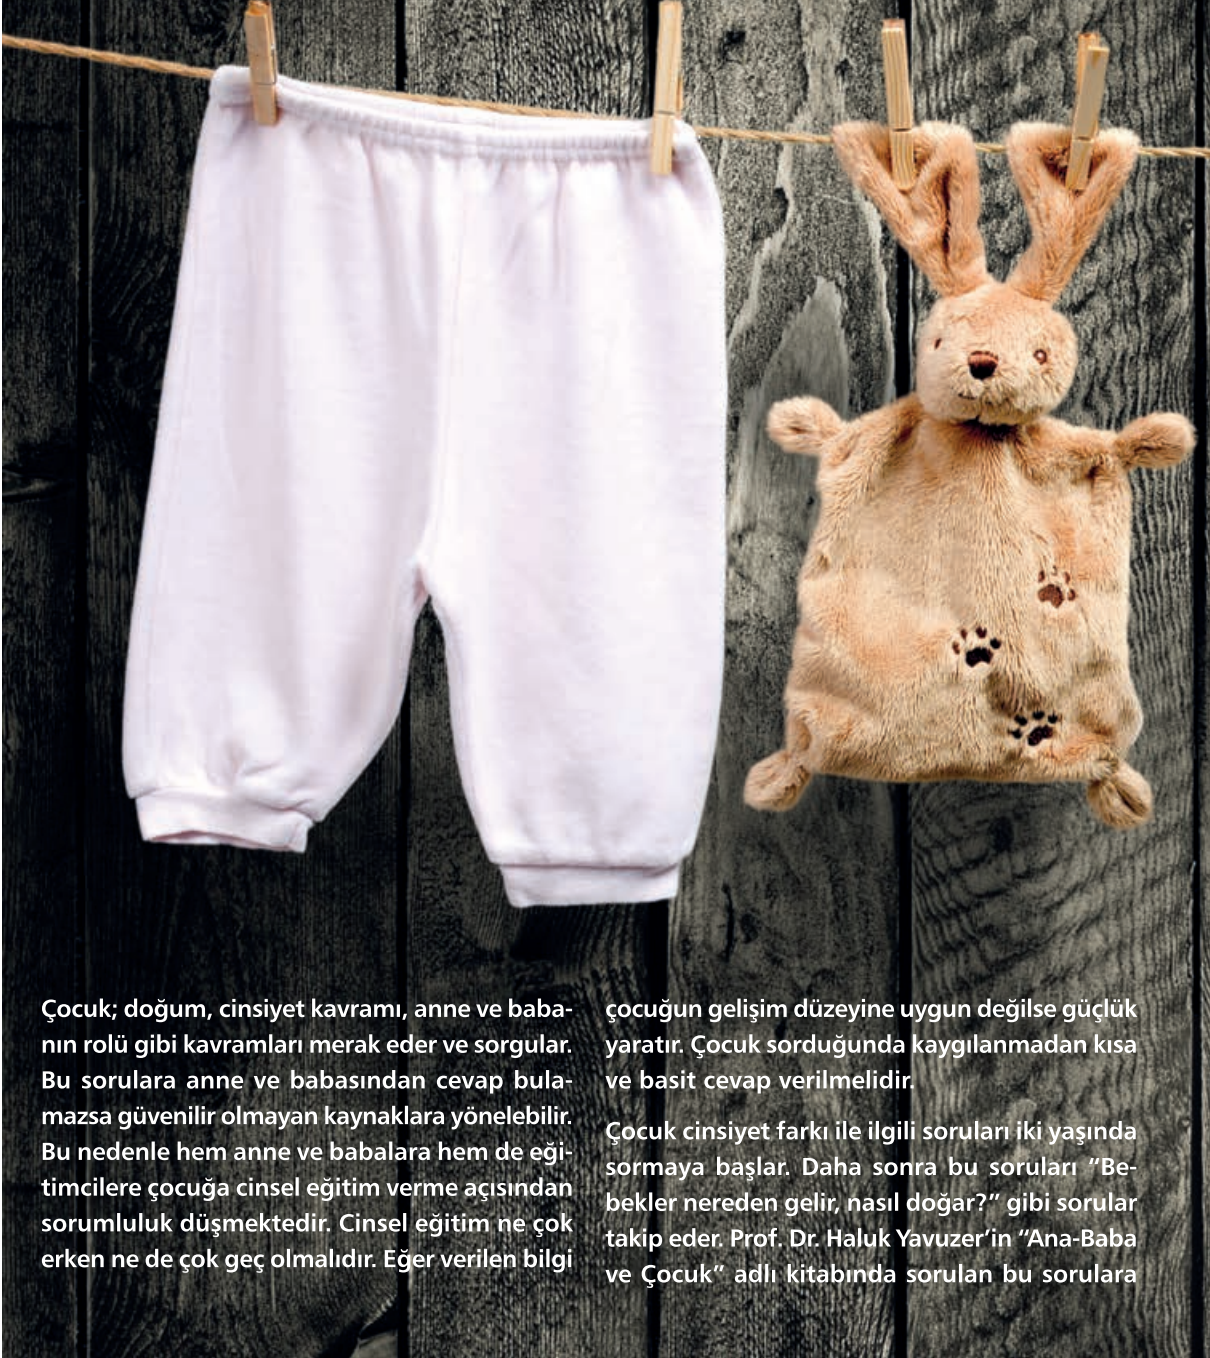 Çocuk; doğum, cinsiyet kavramı, anne ve baba-
nın rolü gibi kavramları merak eder ve sorgular.
Bu sorulara anne ve babasından cevap bula-
mazsa güvenilir olmayan kaynaklara yönelebilir.
Bu nedenle hem anne ve babalara hem de eği-
timcilere çocuğa cinsel eğitim verme açısından
sorumluluk düşmektedir. Cinsel eğitim ne çok
erken ne de çok geç olmalıdır. Eğer verilen bilgi
çocuğun gelişim düzeyine uygun değilse güçlük
yaratır. Çocuk sorduğunda kaygılanmadan kısa
ve basit cevap verilmelidir.
Çocuk cinsiyet farkı ile ilgili soruları iki yaşında
sormaya başlar. Daha sonra bu soruları “Be-
bekler nereden gelir, nasıl doğar?” gibi sorular
takip eder. Prof. Dr. Haluk Yavuzer’in “Ana-Baba
ve Çocuk” adlı kitabında sorulan bu sorulara